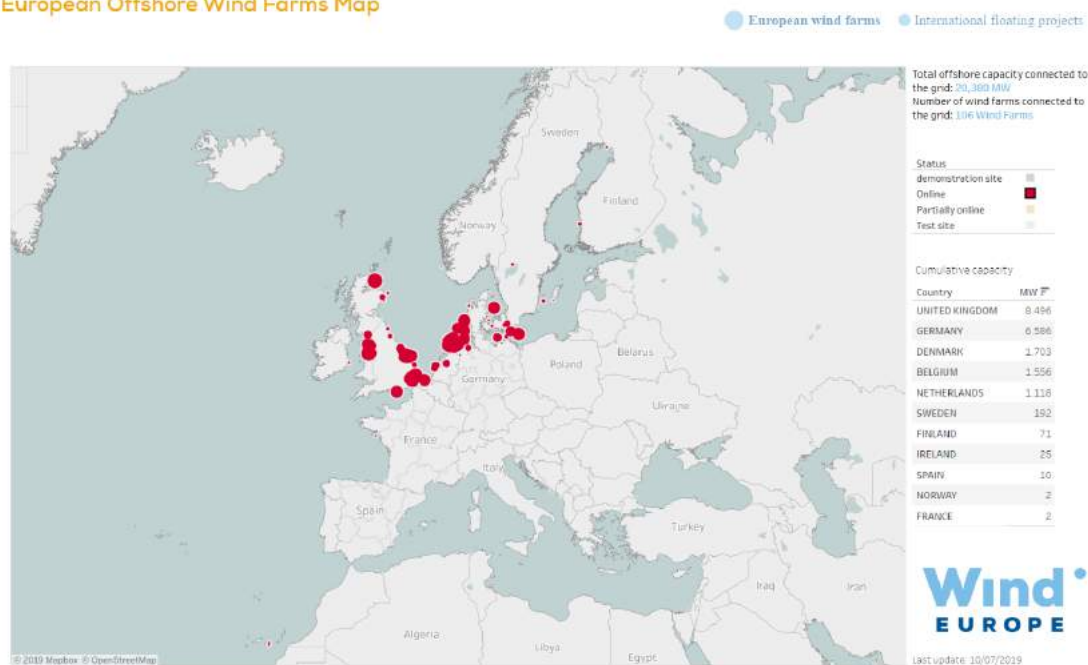 European Offshore Wind Farms Map
European wind farms
International floating projects
Total offshore capacity connected to
the grid: 20,380 MW
Number of wind farms connected to
the grid: 106 Wind Farms
Status
demonstration site
Online
Partially online
Test site
Cumulative capacity
Country MW
UNITED KINGDOM 8.496
GERMANY 6.586
DENMARK 1.703
BELGIUM 1.556
NETHERLANDS 1.118
SWEDEN 192
FINLAND 71
IRELAND 25
SPAIN 10
NORWAY 2
FRANCE 2
Sweden
Finland
Norway
Belarus
Poland
Germany
Ukraine
France
Italy
Spain
Turkey
Iraq
Iran
Algeria
Libya
Egypt
Wind
EUROPE
© 2019 Mapbox © OpenStreetMap
Last update: 10/07/2019